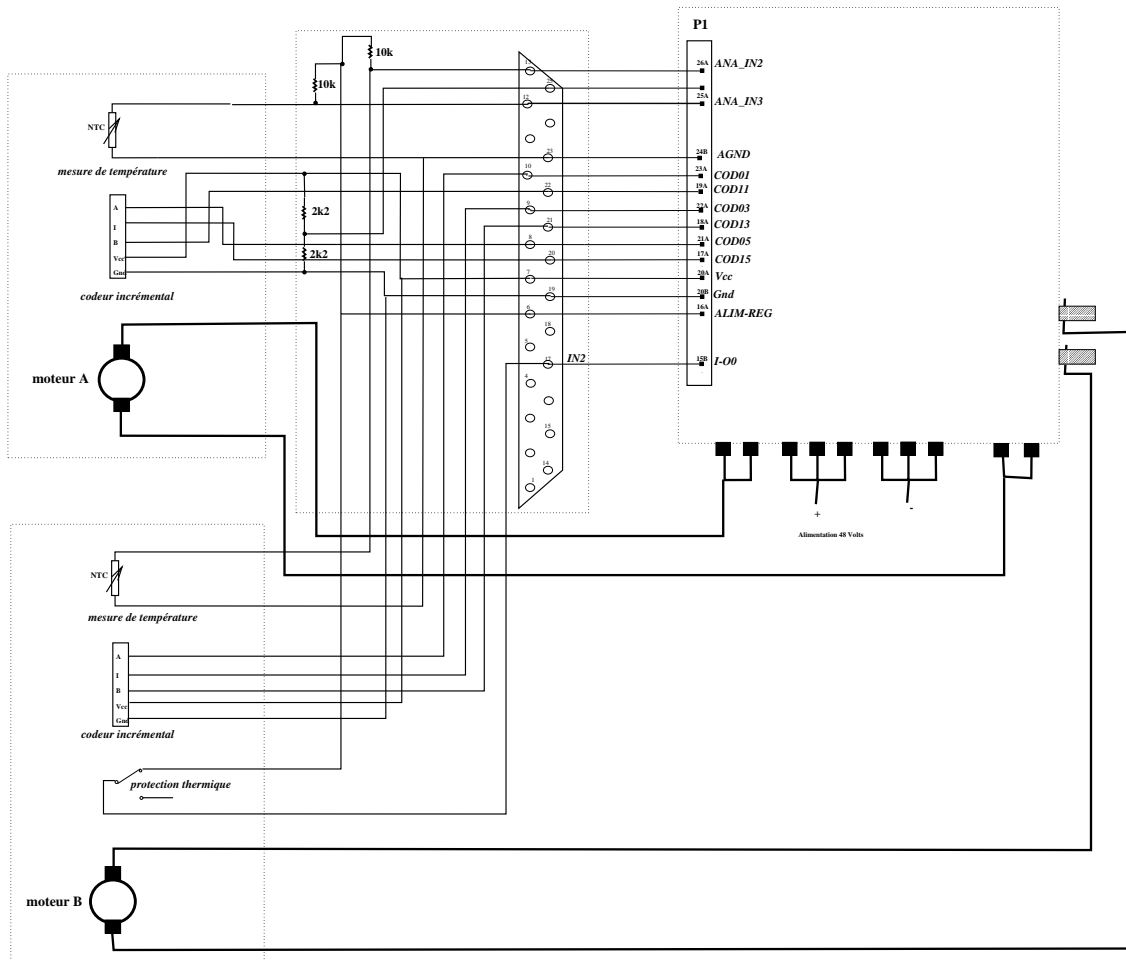 P1
10k
26A ANA_IN2
13
10k
25A
ANA_IN3
12
NTC
mesure de température
23
24B AGND
10
23A COD01
22
19A COD11
9
22A COD03
21
18A COD13
8
21A COD05
20
17A COD15
7
20A Vcc
19
20B Gnd
6
16A ALIM-REG
18
5
17
IN2
15B I-O0
4
15
14
1
2k2
2k2
A
I
B
Vcc
Gnd
codeur incrémental
moteur A
+
-
Alimentation 48 Volts
NTC
mesure de température
A
I
B
Vcc
Gnd
codeur incrémental
protection thermique
moteur B